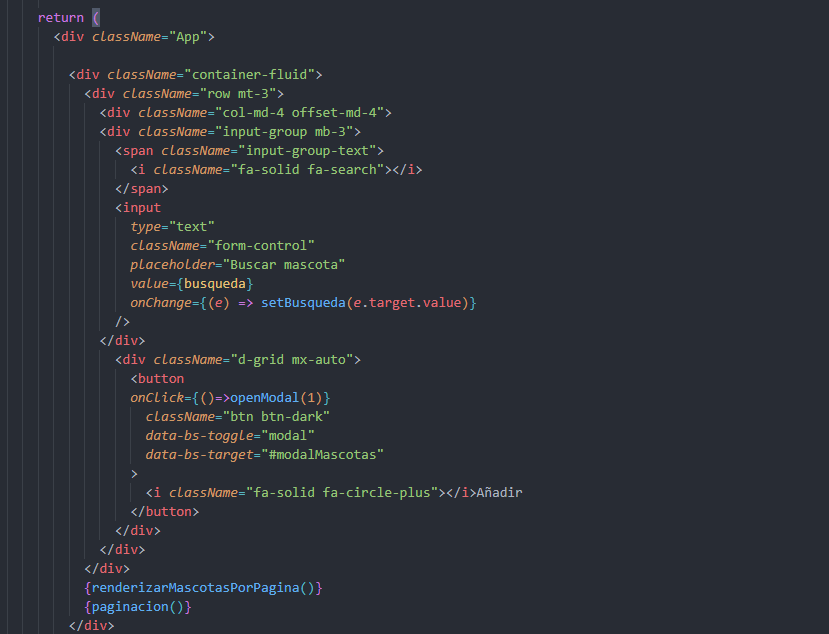 return (
<div className="App">
<div className="container-fluid">
<div className="row mt-3">
<div className="col-md-4 offset-md-4">
<div className="input-group mb-3">
<span className="input-group-text">
<i className="fa-solid fa-search"></i>
</span>
<input
type="text"
className="form-control"
placeholder="Buscar mascota"
value={busqueda}
onChange={(e) => setBusqueda(e.target.value)}
/>
</div>
<div className="d-grid mx-auto">
<button
onClick={()=>openModal(1)}
className="btn btn-dark"
data-bs-toggle="modal"
data-bs-target="#modalMascotas"
>
<i className="fa-solid fa-circle-plus"></i>Añadir
</button>
</div>
</div>
</div>
{renderizarMascotasPorPagina()}
{paginacion()}
</div>